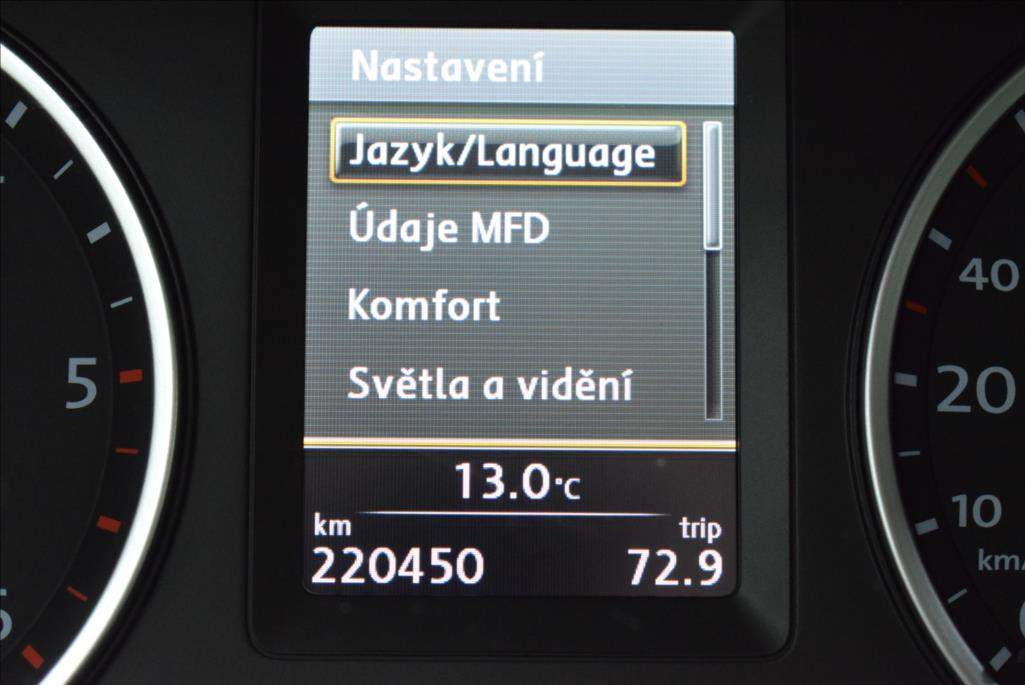 Nastavení
Jazyk/Language
Údaje MFD
Komfort
Světla a vidění
13.0°C
km trip
220450 72.9
5
40
20
10